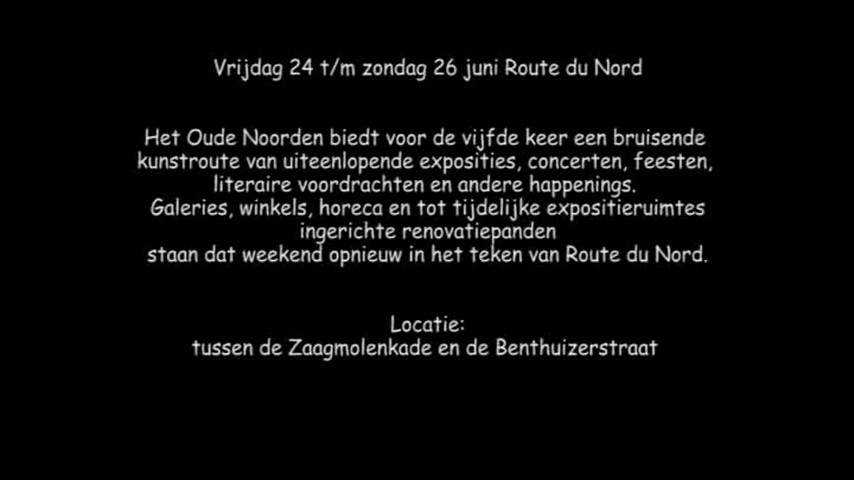 Vrijdag 24 t/m zondag 26 juni Route du Nord
Het Oude Noorden biedt voor de vijfde keer een bruisende
kunstroute van uiteenlopende exposities, concerten, feesten,
literaire voordrachten en andere happenings.
Galeries, winkels, horeca en tot tijdelijke expositieruimtes
ingerichte renovatiepanden
staan dat weekend opnieuw in het teken van Route du Nord.
Locatie:
tussen de Zaagmolenkade en de Benthuizerstraat